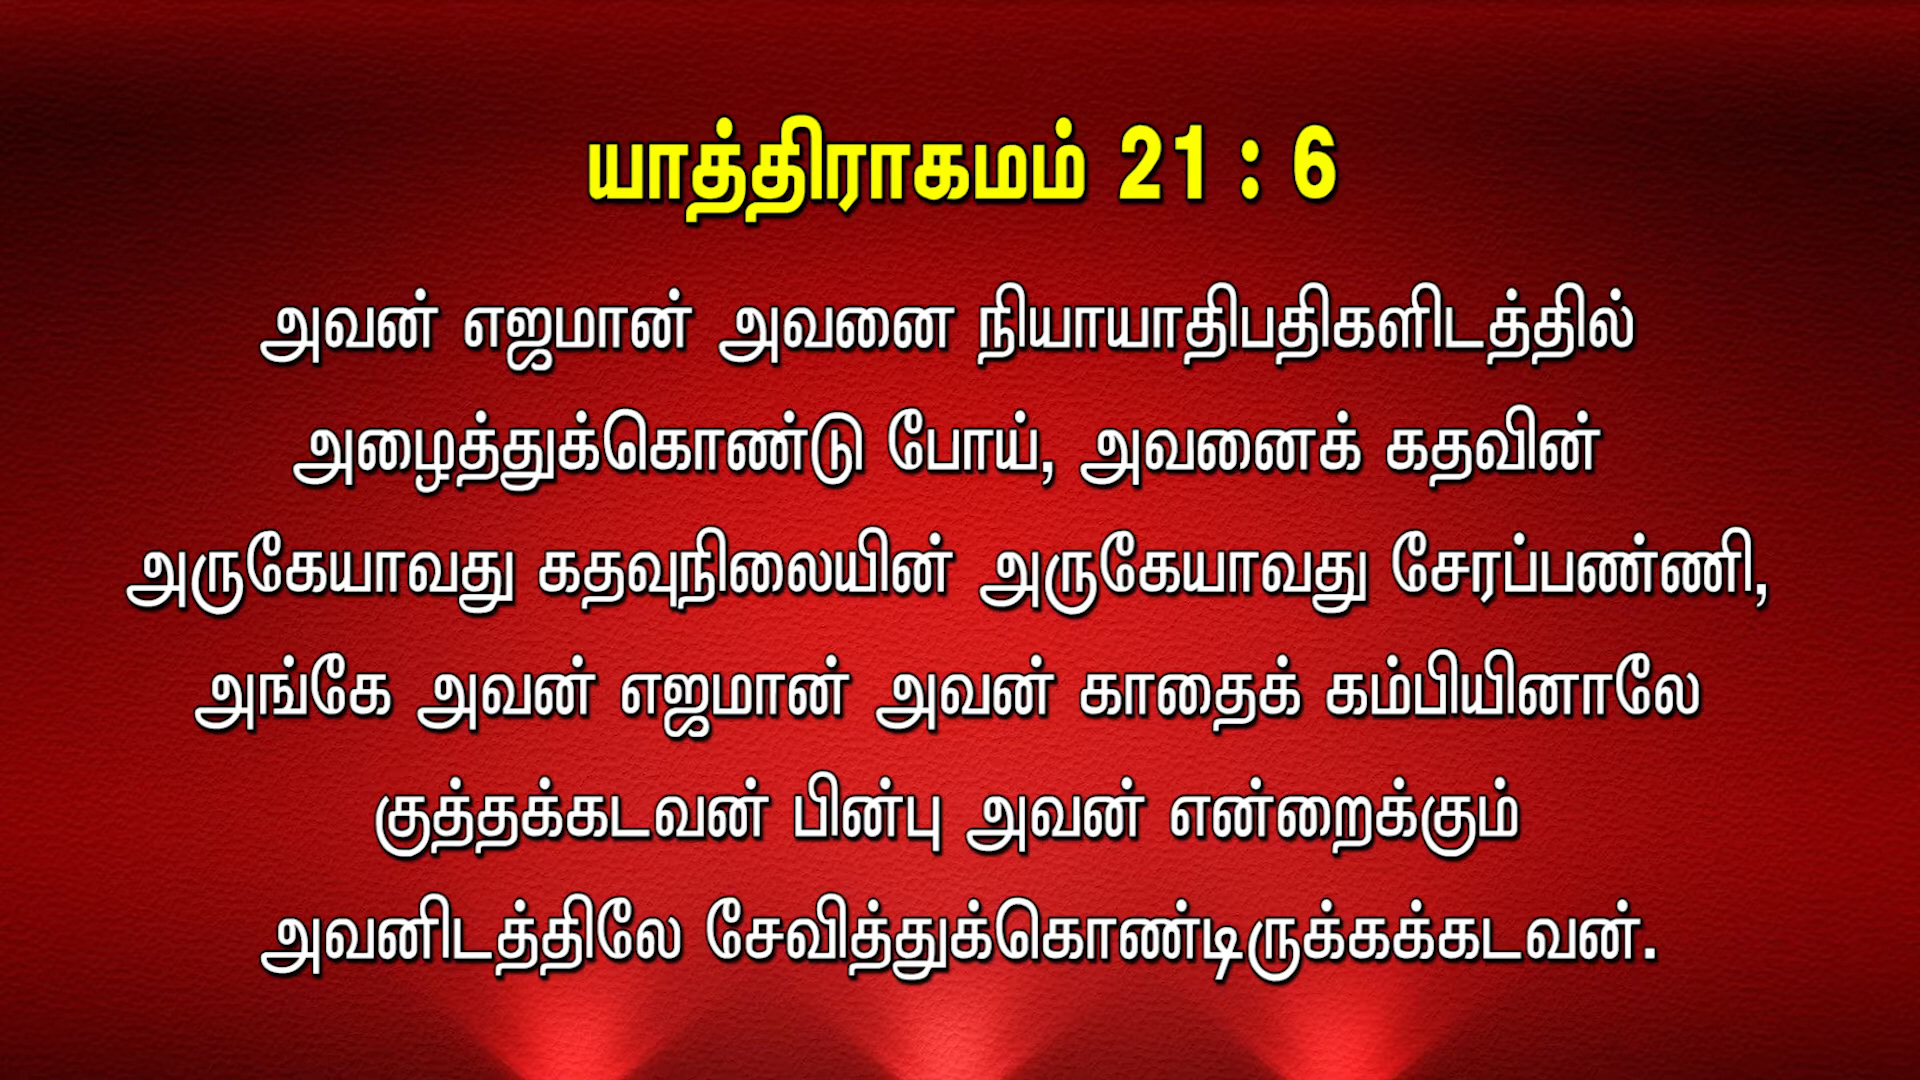 யாத்திராகமம் 21 : 6
அவன் எஜமான் அவனை நியாயாதிபதிகளிடத்தில்
அழைத்துக்கொண்டு போய், அவனைக் கதவின்
அருகேயாவது கதவுநிலையின் அருகேயாவது சேரப்பண்ணி,
அங்கே அவன் எஜமான் அவன் காதைக் கம்பியினாலே
குத்தக்கடவன் பின்பு அவன் என்றைக்கும்
அவனிடத்திலே சேவித்துக்கொண்டிருக்கக்கடவன்.